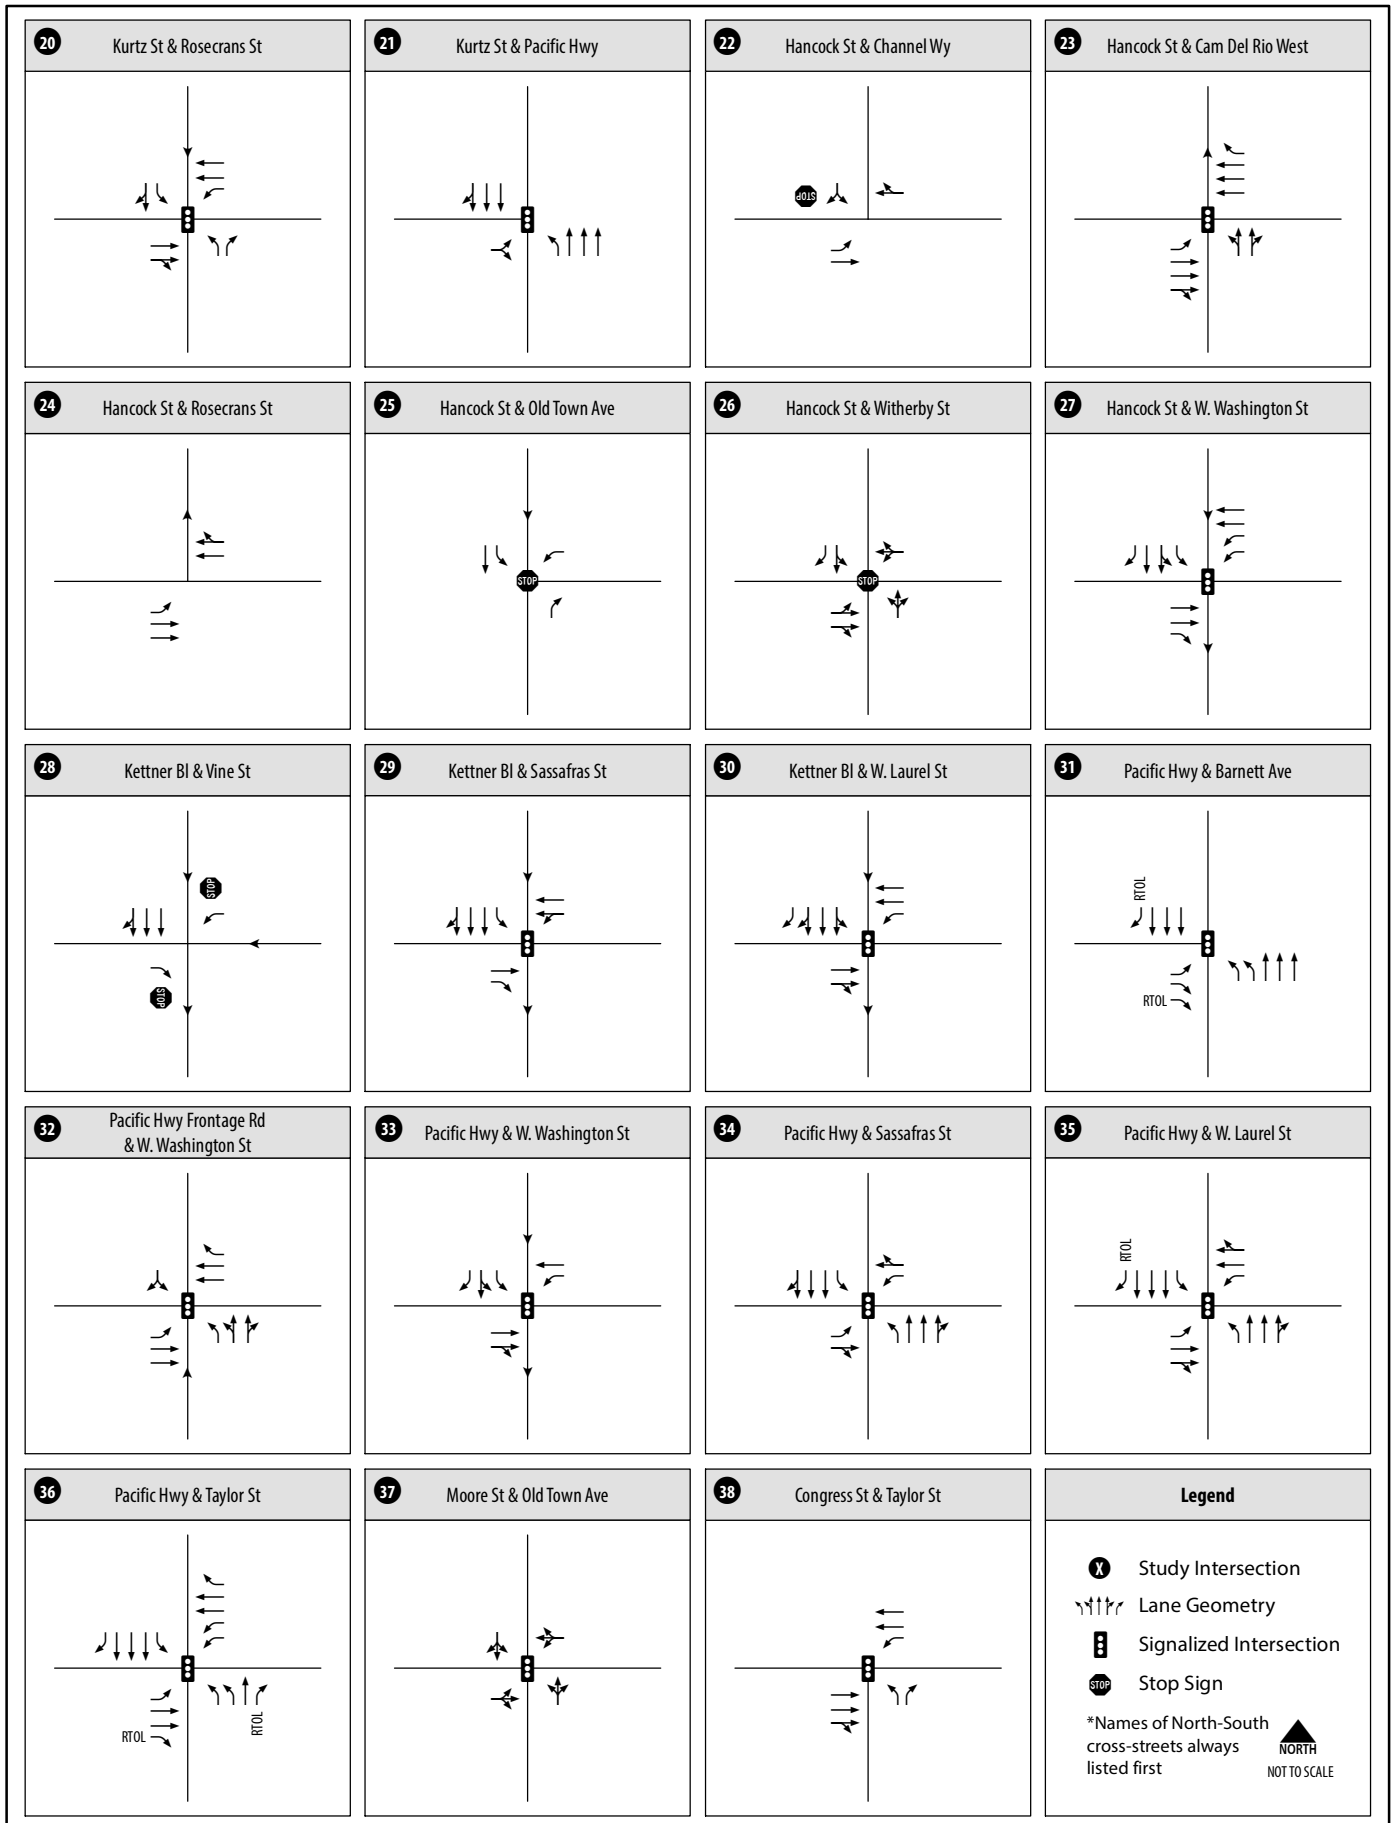 20 Kurtz St & Rosecrans St
21 Kurtz St & Pacific Hwy
22 Hancock St & Channel Wy
STOP
23 Hancock St & Cam Del Rio West
24 Hancock St & Rosecrans St
25 Hancock St & Old Town Ave
STOP
26 Hancock St & Witherby St
STOP
27 Hancock St & W. Washington St
28 Kettner Bl & Vine St
STOP
STOP
29 Kettner Bl & Sassafras St
30 Kettner Bl & W. Laurel St
31 Pacific Hwy & Barnett Ave
RTOL
RTOL
32 Pacific Hwy Frontage Rd
& W. Washington St
33 Pacific Hwy & W. Washington St
34 Pacific Hwy & Sassafras St
35 Pacific Hwy & W. Laurel St
RTOL
36 Pacific Hwy & Taylor St
RTOL
RTOL
37 Moore St & Old Town Ave
38 Congress St & Taylor St
Legend
X Study Intersection
Lane Geometry
Signalized Intersection
STOP Stop Sign
*Names of North-South
cross-streets always
listed first
NORTH
NOT TO SCALE